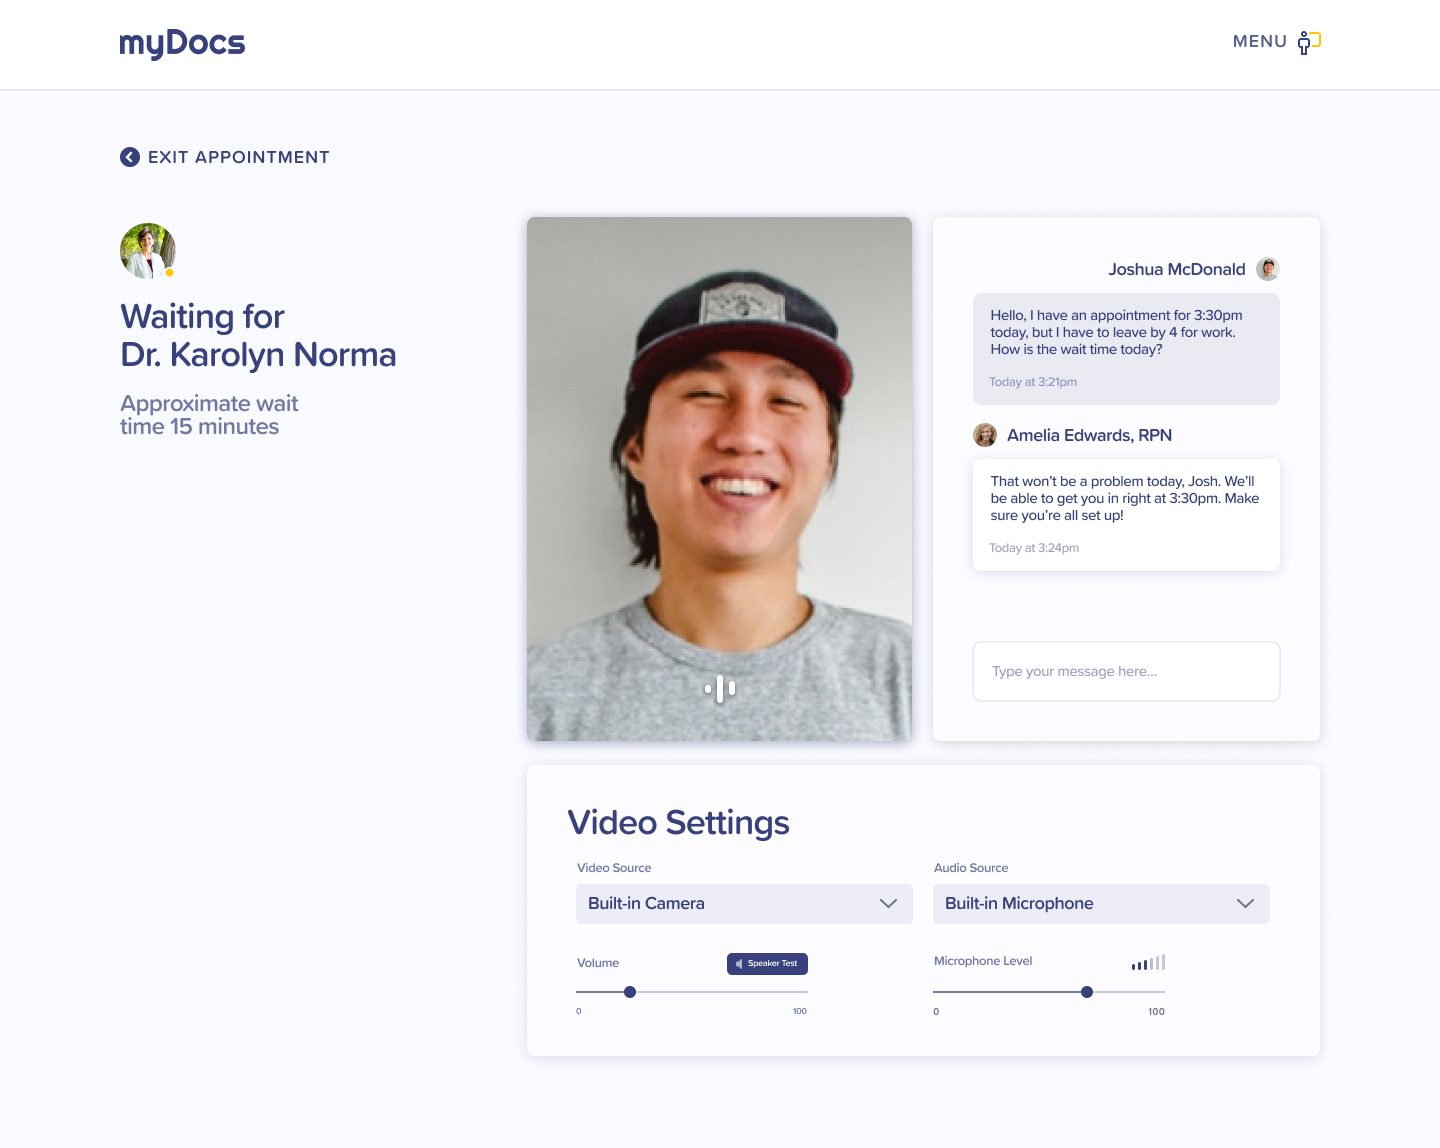 myDocs
MENU
EXIT APPOINTMENT
Waiting for
Dr. Karolyn Norma
Approximate wait
time 15 minutes
Joshua McDonald
Hello, I have an appointment for 3:30pm
today, but I have to leave by 4 for work.
How is the wait time today?
Today at 3:21pm
Amelia Edwards, RPN
That won’t be a problem today, Josh. We’ll
be able to get you in right at 3:30pm. Make
sure you’re all set up!
Today at 3:24pm
Type your message here...
Video Settings
Video Source
Built-in Camera
Audio Source
Built-in Microphone
Volume
Speaker Test
0
100
Microphone Level
0
100